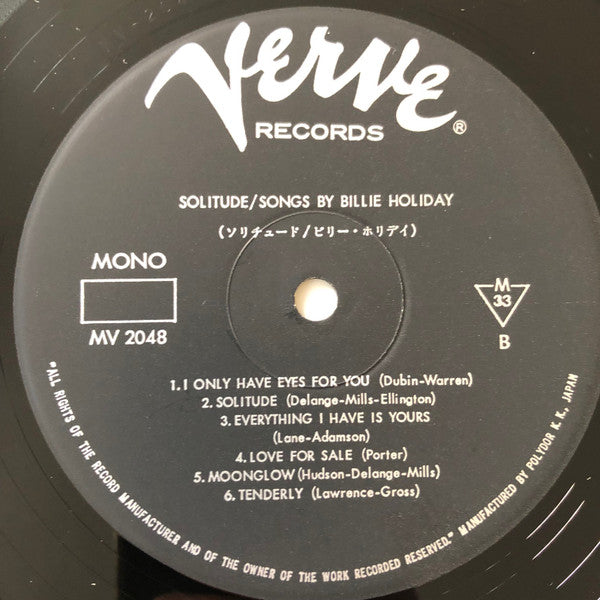 Verve
RECORDS ®
SOLITUDE/SONGS BY BILLIE HOLIDAY
(ソリチュード/ビリー・ホリデイ)
MONO
MV 2048
M
33
B
1. I ONLY HAVE EYES FOR YOU (Dubin-Warren)
2. SOLITUDE (Delange-Mills-Ellington)
3. EVERYTHING I HAVE IS YOURS
(Lane-Adamson)
4. LOVE FOR SALE (Porter)
5. MOONGLOW (Hudson-Delange-Mills)
6. TENDERLY (Lawrence-Gross)
"ALL RIGHTS OF THE RECORD MANUFACTURER AND OF THE OWNER OF THE WORK RECORDED RESERVED." MANUFACTURED BY POLYDOR K. K., JAPAN